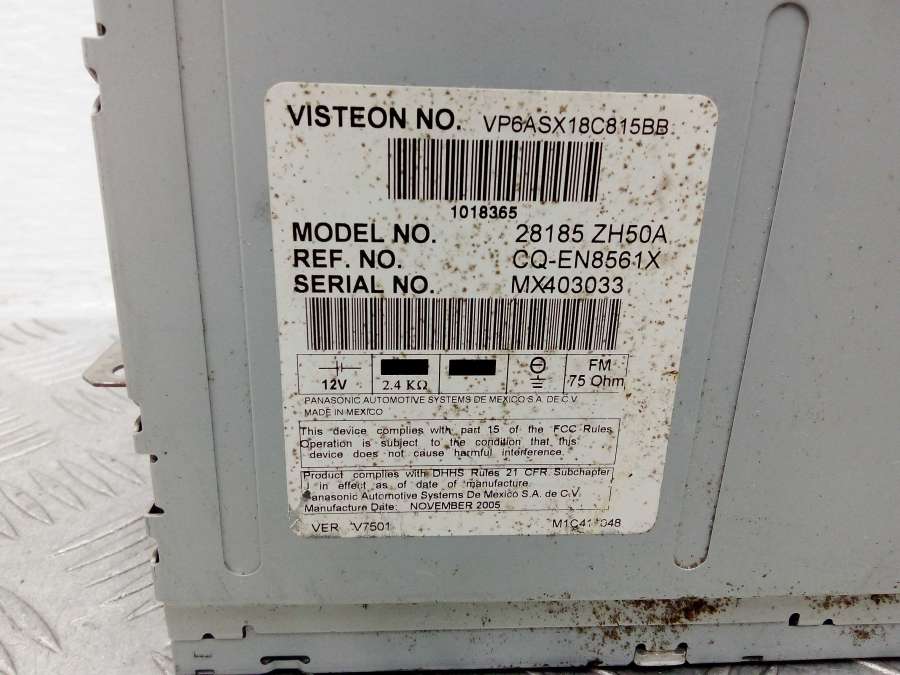 VISTEON NO. VP6ASX18C815BB
1018365
MODEL NO. 28185 ZH50A
REF. NO. CQ-EN8561X
SERIAL NO. MX403033
12V 2.4 KΩ FM 75 Ohm
PANASONIC AUTOMOTIVE SYSTEMS DE MEXICO S.A. DE C.V.
MADE IN MEXICO
This device complies with part 15 of the FCC Rules
Operation is subject to the condition that this
device does not cause harmful interference.
Product complies with DHHS Rules 21 CFR Subchapter
J in effect as of date of manufacture.
Panasonic Automotive Systems De Mexico S.A. de C.V.
Manufacture Date: NOVEMBER 2005
VER V7501